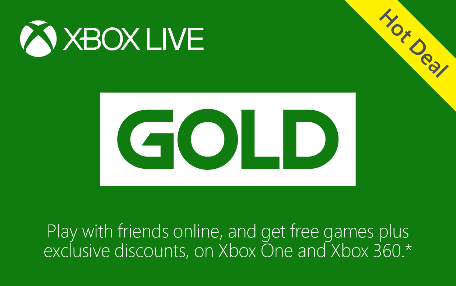 XBOX LIVE
Hot Deal
GOLD
Play with friends online, and get free games plus
exclusive discounts, on Xbox One and Xbox 360.*